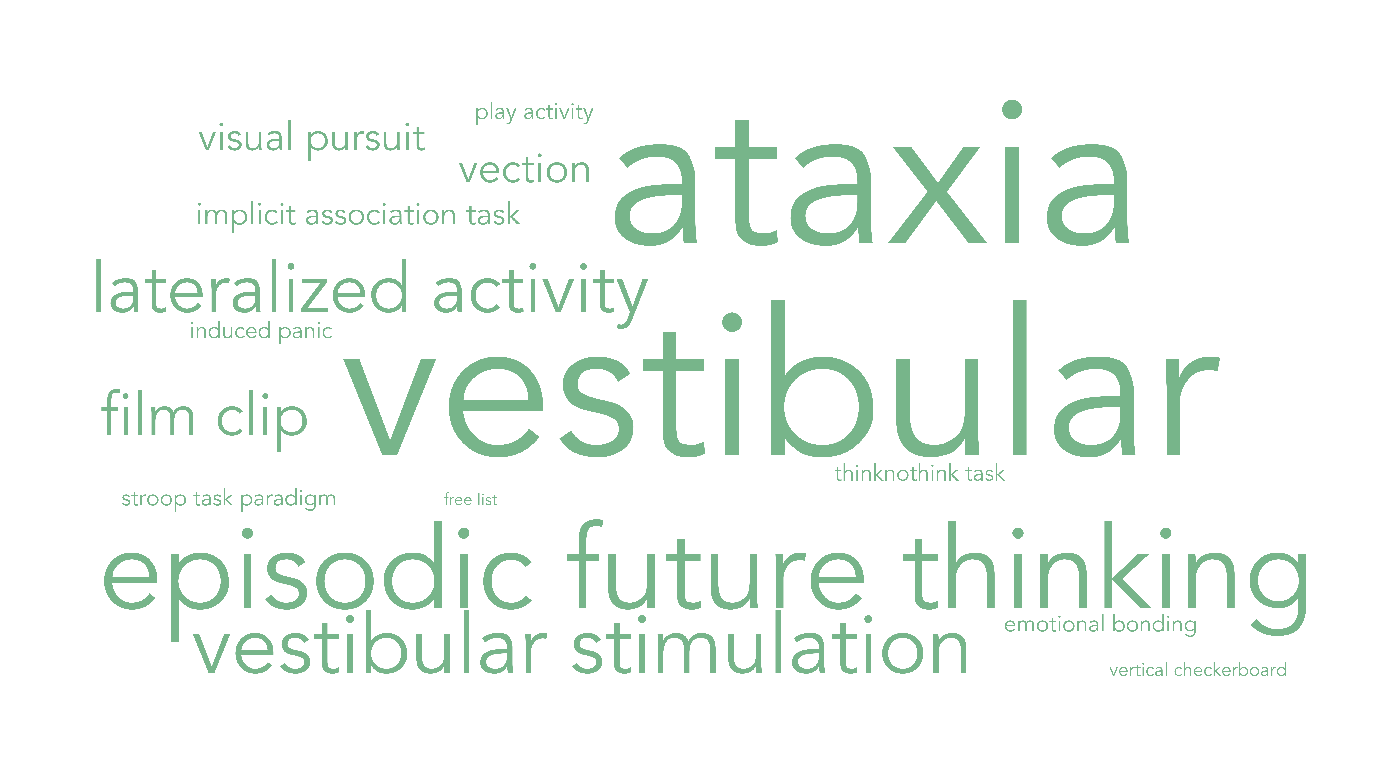 play activity
visual pursuit
ataxia
vection
implicit association task
lateralized activity
induced panic
vestibular
film clip
thinknothink task
stroop task paradigm
free list
episodic future thinking
emotional bonding
vestibular stimulation
vertical checkerboard